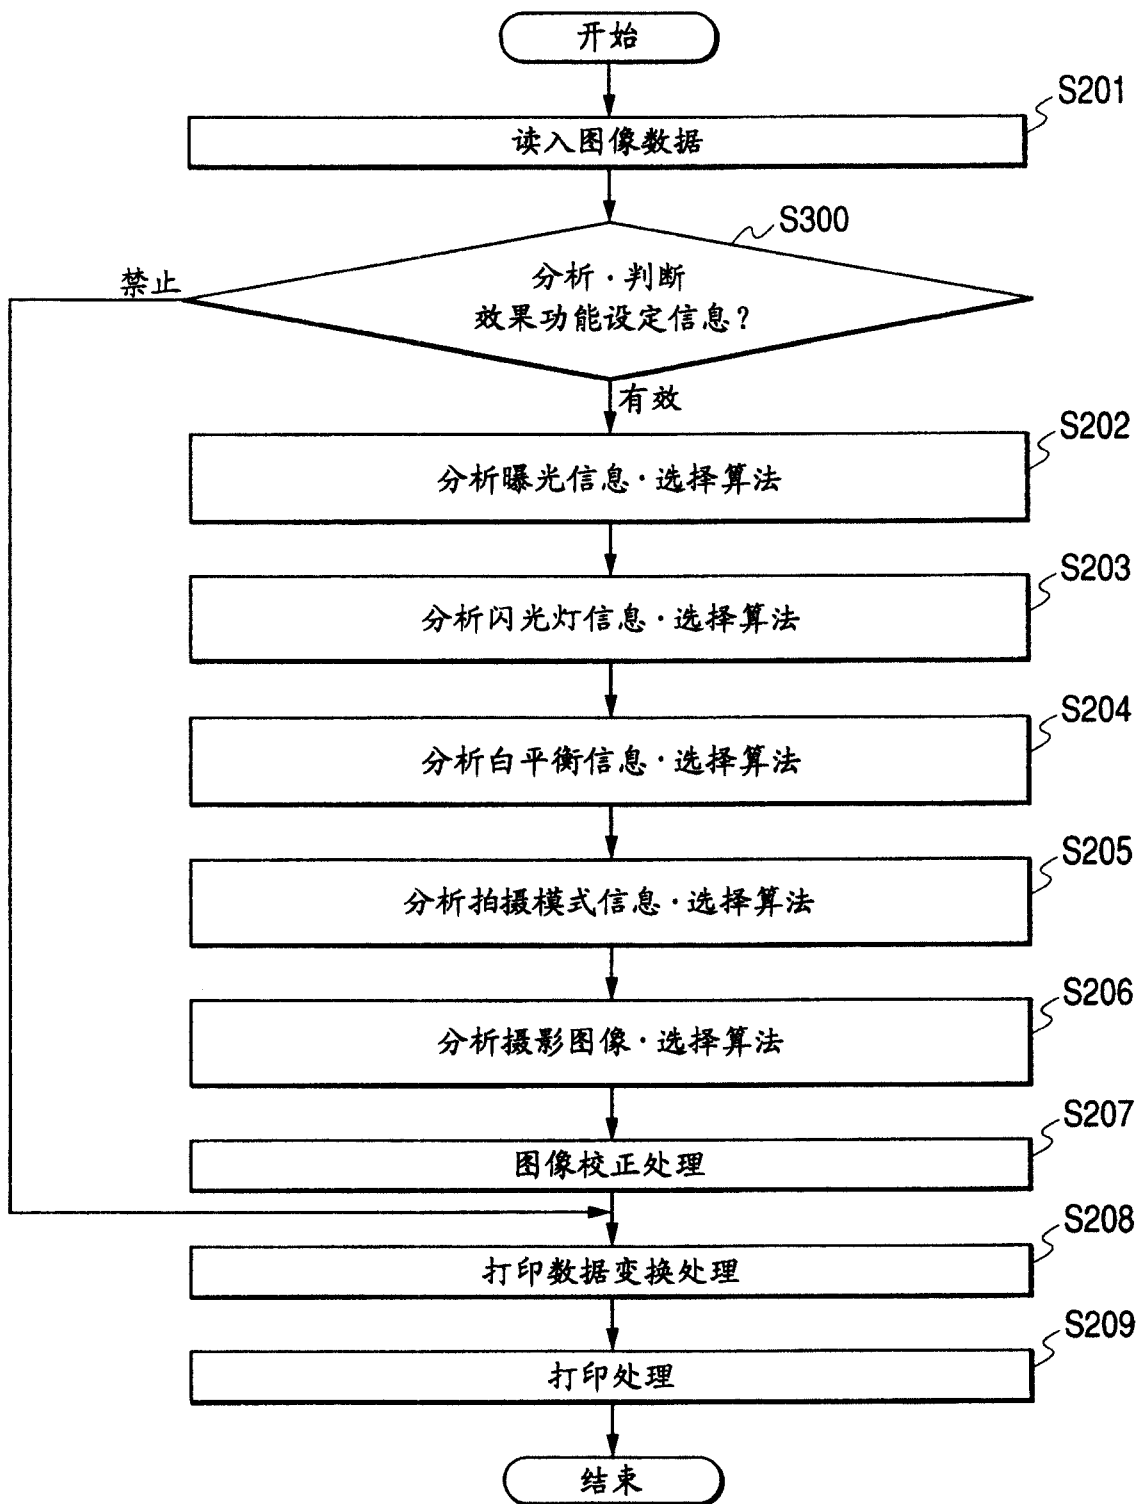 开始
S201
读入图像数据
S300
禁止
分析·判断
效果功能设定信息?
有效
S202
分析曝光信息·选择算法
S203
分析闪光灯信息·选择算法
S204
分析白平衡信息·选择算法
S205
分析拍摄模式信息·选择算法
S206
分析摄影图像·选择算法
S207
图像校正处理
S208
打印数据变换处理
S209
打印处理
结束